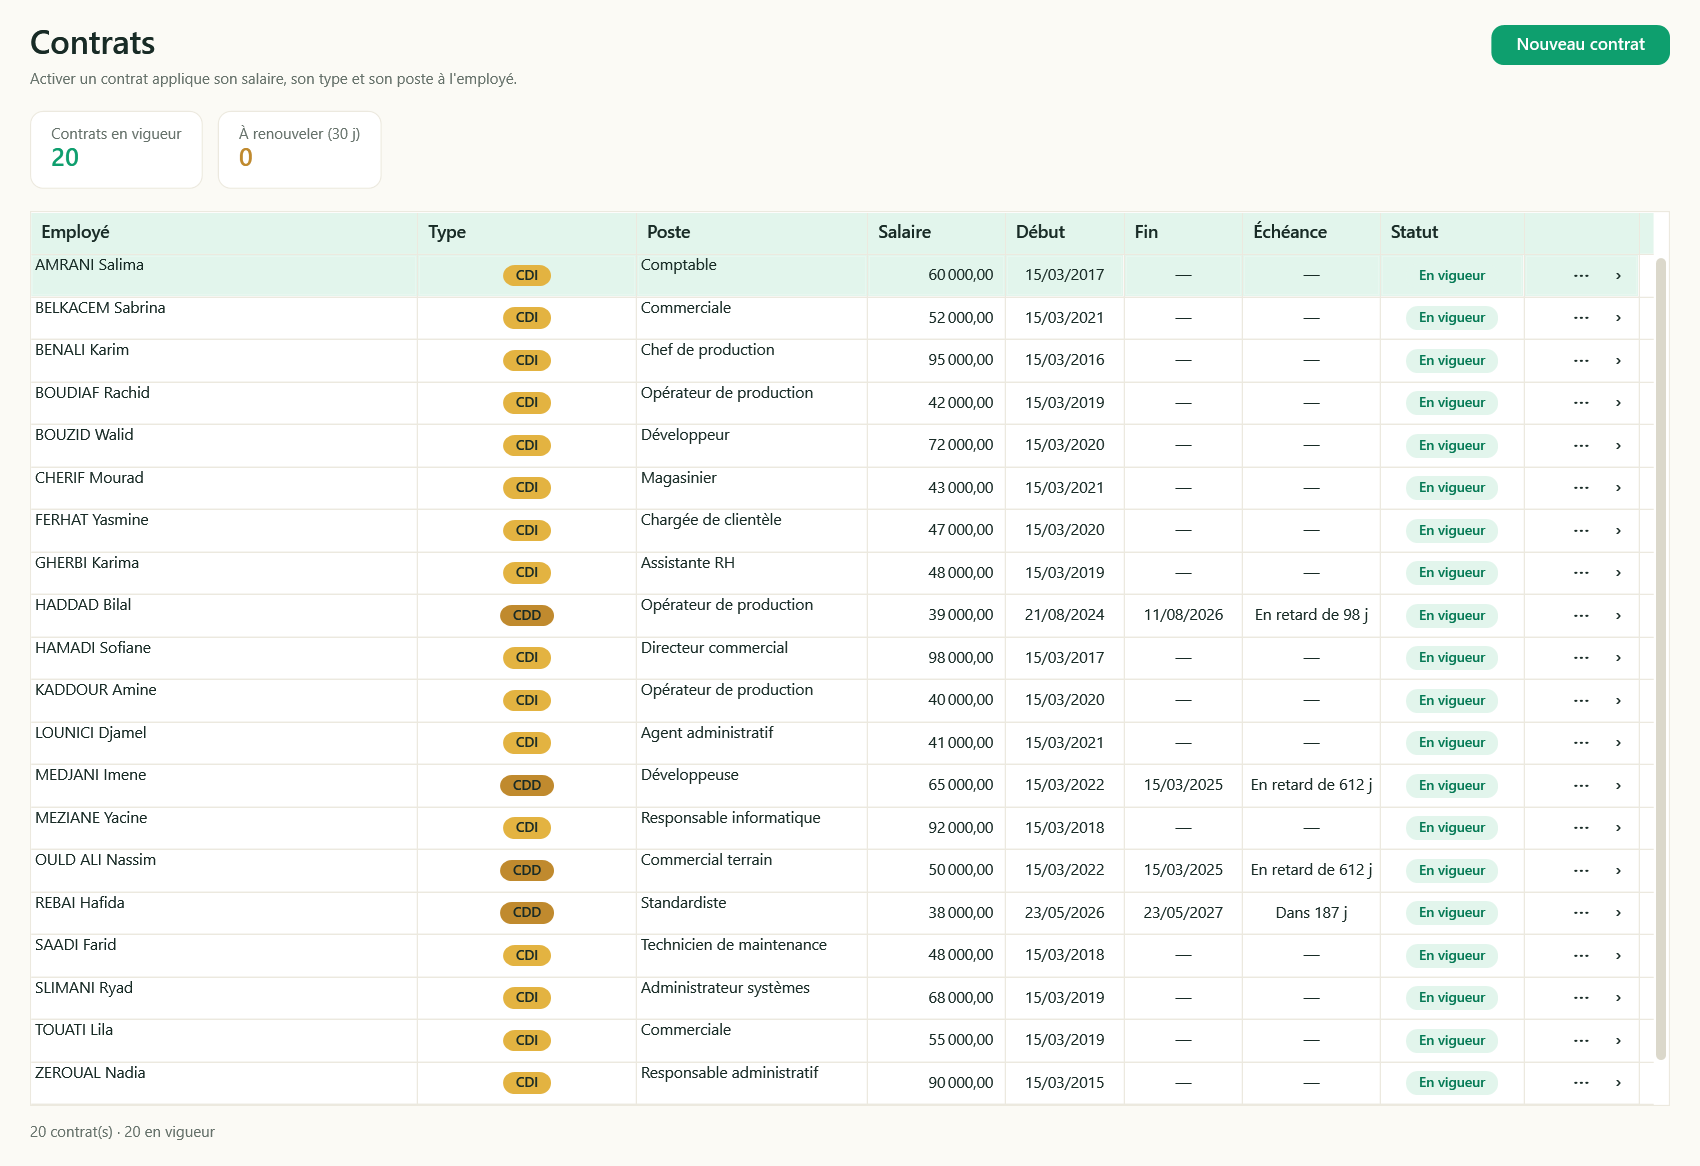 Contrats
Nouveau contrat
Activer un contrat applique son salaire, son type et son poste à l'employé.
Contrats en vigueur
20
À renouveler (30 j)
0
Employé Type Poste Salaire Début Fin Échéance Statut
AMRANI Salima CDI Comptable 60 000,00 15/03/2017 — — En vigueur ··· ›
BELKACEM Sabrina CDI Commerciale 52 000,00 15/03/2021 — — En vigueur ··· ›
BENALI Karim CDI Chef de production 95 000,00 15/03/2016 — — En vigueur ··· ›
BOUDIAF Rachid CDI Opérateur de production 42 000,00 15/03/2019 — — En vigueur ··· ›
BOUZID Walid CDI Développeur 72 000,00 15/03/2020 — — En vigueur ··· ›
CHERIF Mourad CDI Magasinier 43 000,00 15/03/2021 — — En vigueur ··· ›
FERHAT Yasmine CDI Chargée de clientèle 47 000,00 15/03/2020 — — En vigueur ··· ›
GHERBI Karima CDI Assistante RH 48 000,00 15/03/2019 — — En vigueur ··· ›
HADDAD Bilal CDD Opérateur de production 39 000,00 21/08/2024 11/08/2026 En retard de 98 j En vigueur ··· ›
HAMADI Sofiane CDI Directeur commercial 98 000,00 15/03/2017 — — En vigueur ··· ›
KADDOUR Amine CDI Opérateur de production 40 000,00 15/03/2020 — — En vigueur ··· ›
LOUNICI Djamel CDI Agent administratif 41 000,00 15/03/2021 — — En vigueur ··· ›
MEDJANI Imene CDD Développeuse 65 000,00 15/03/2022 15/03/2025 En retard de 612 j En vigueur ··· ›
MEZIANE Yacine CDI Responsable informatique 92 000,00 15/03/2018 — — En vigueur ··· ›
OULD ALI Nassim CDD Commercial terrain 50 000,00 15/03/2022 15/03/2025 En retard de 612 j En vigueur ··· ›
REBAI Hafida CDD Standardiste 38 000,00 23/05/2026 23/05/2027 Dans 187 j En vigueur ··· ›
SAADI Farid CDI Technicien de maintenance 48 000,00 15/03/2018 — — En vigueur ··· ›
SLIMANI Ryad CDI Administrateur systèmes 68 000,00 15/03/2019 — — En vigueur ··· ›
TOUATI Lila CDI Commerciale 55 000,00 15/03/2019 — — En vigueur ··· ›
ZEROUAL Nadia CDI Responsable administratif 90 000,00 15/03/2015 — — En vigueur ··· ›
20 contrat(s) · 20 en vigueur